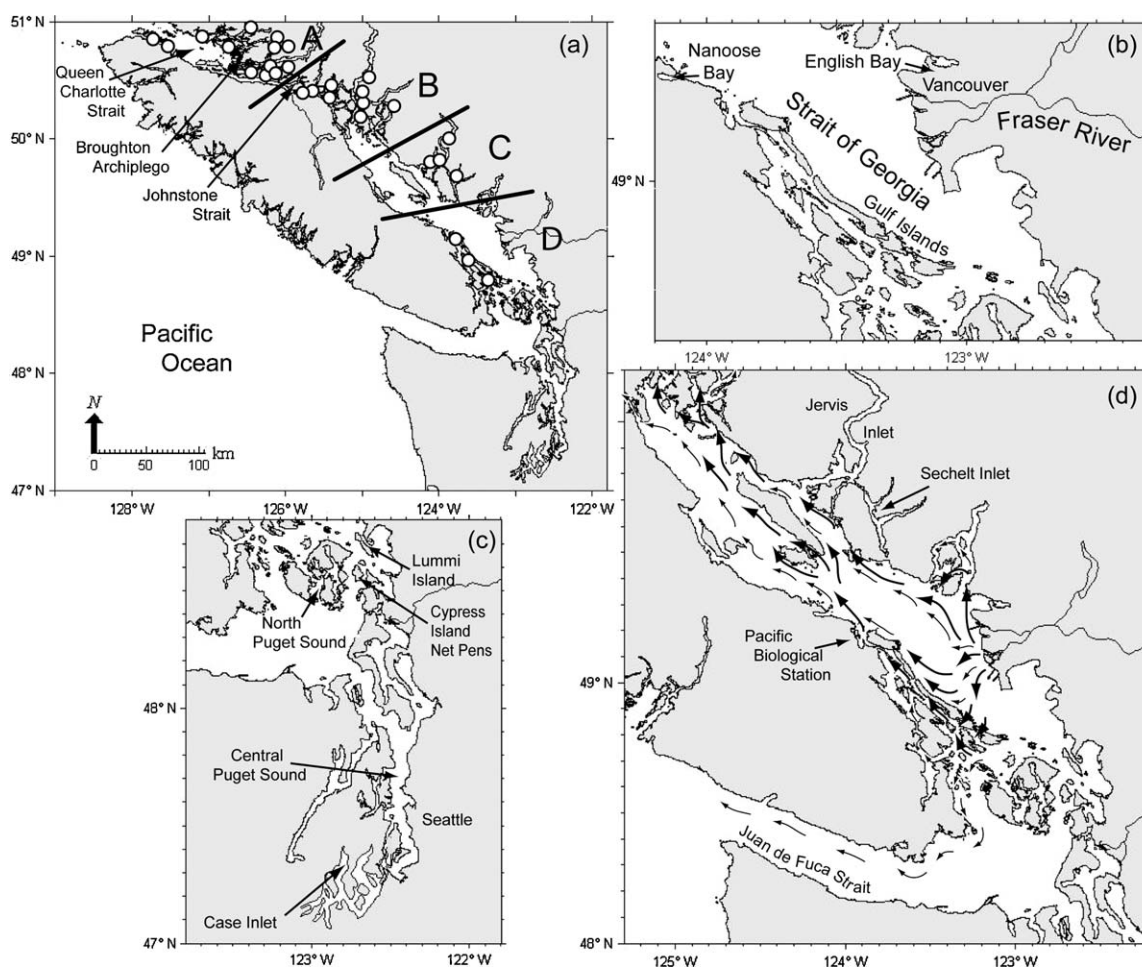 51° N
50° N
49° N
48° N
47° N
128°W
126°W
124°W
122°W
(a)
A
B
C
D
Queen
Charlotte
Strait
Broughton
Archiplego
Johnstone
Strait
Pacific
Ocean
N
0 50 100 km
(b)
Nanoose
Bay
English Bay
Vancouver
Fraser River
Strait of Georgia
Gulf Islands
49° N
124°W
123°W
(c)
Lummi
Island
Cypress
Island
Net Pens
North
Puget Sound
48° N
Central
Puget Sound
Seattle
Case Inlet
47° N
123°W
122°W
(d)
Jervis
Inlet
Sechelt Inlet
Pacific
Biological
Station
49° N
Juan de Fuca Strait
48° N
125°W
124°W
123°W